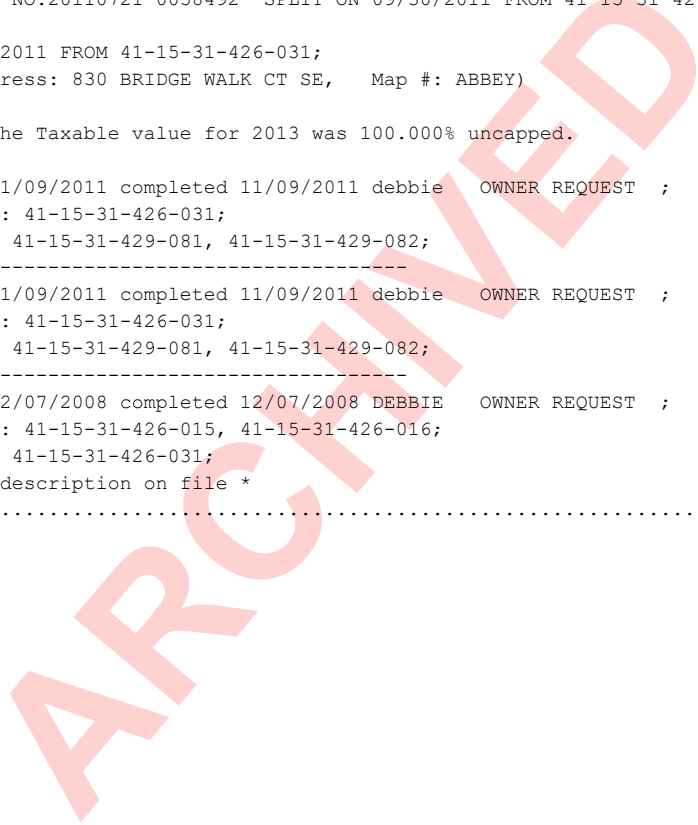 NO.20110721-0058492 SPLIT ON 09/30/2011 FROM 41-15-31-42
2011 FROM 41-15-31-426-031;
ress: 830 BRIDGE WALK CT SE, Map #: ABBEY)
he Taxable value for 2013 was 100.000% uncapped.
1/09/2011 completed 11/09/2011 debbie OWNER REQUEST ;
: 41-15-31-426-031;
41-15-31-429-081, 41-15-31-429-082;
----------------------------------
1/09/2011 completed 11/09/2011 debbie OWNER REQUEST ;
: 41-15-31-426-031;
41-15-31-429-081, 41-15-31-429-082;
----------------------------------
2/07/2008 completed 12/07/2008 DEBBIE OWNER REQUEST ;
: 41-15-31-426-015, 41-15-31-426-016;
41-15-31-426-031;
description on file *
..........................................................
ARCHIVED